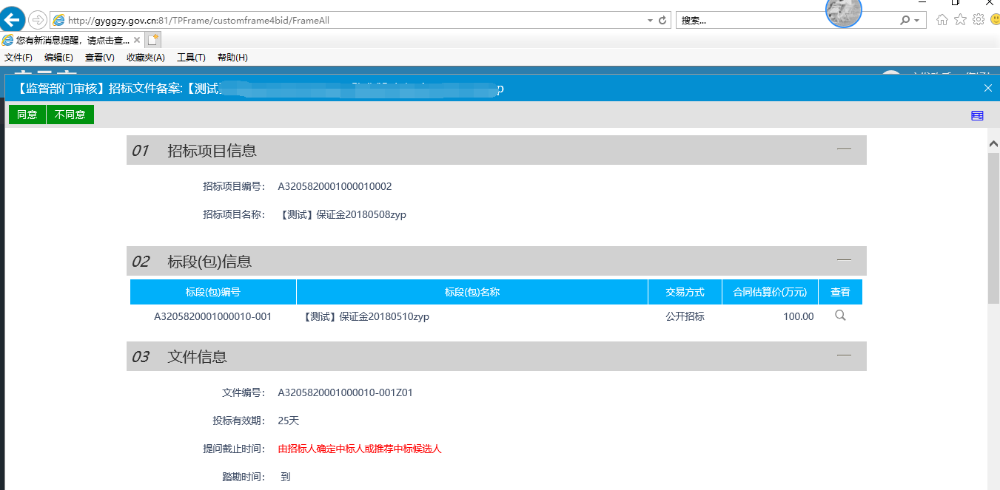 http://gyggzy.gov.cn:81/TPFrame/customframe4bid/FrameAll
搜索...
您有新消息提醒，请点击查...
文件(F) 编辑(E) 查看(V) 收藏夹(A) 工具(T) 帮助(H)
【监督部门审核】招标文件备案:【测试】
同意 不同意
01 招标项目信息
招标项目编号： A3205820001000010002
招标项目名称： 【测试】保证金20180508zyp
02 标段(包)信息
标段(包)编号 标段(包)名称 交易方式 合同估算价(万元) 查看
A3205820001000010-001 【测试】保证金20180510zyp 公开招标 100.00
03 文件信息
文件编号： A3205820001000010-001Z01
投标有效期： 25天
提问截止时间： 由招标人确定中标人或推荐中标候选人
踏勘时间： 到